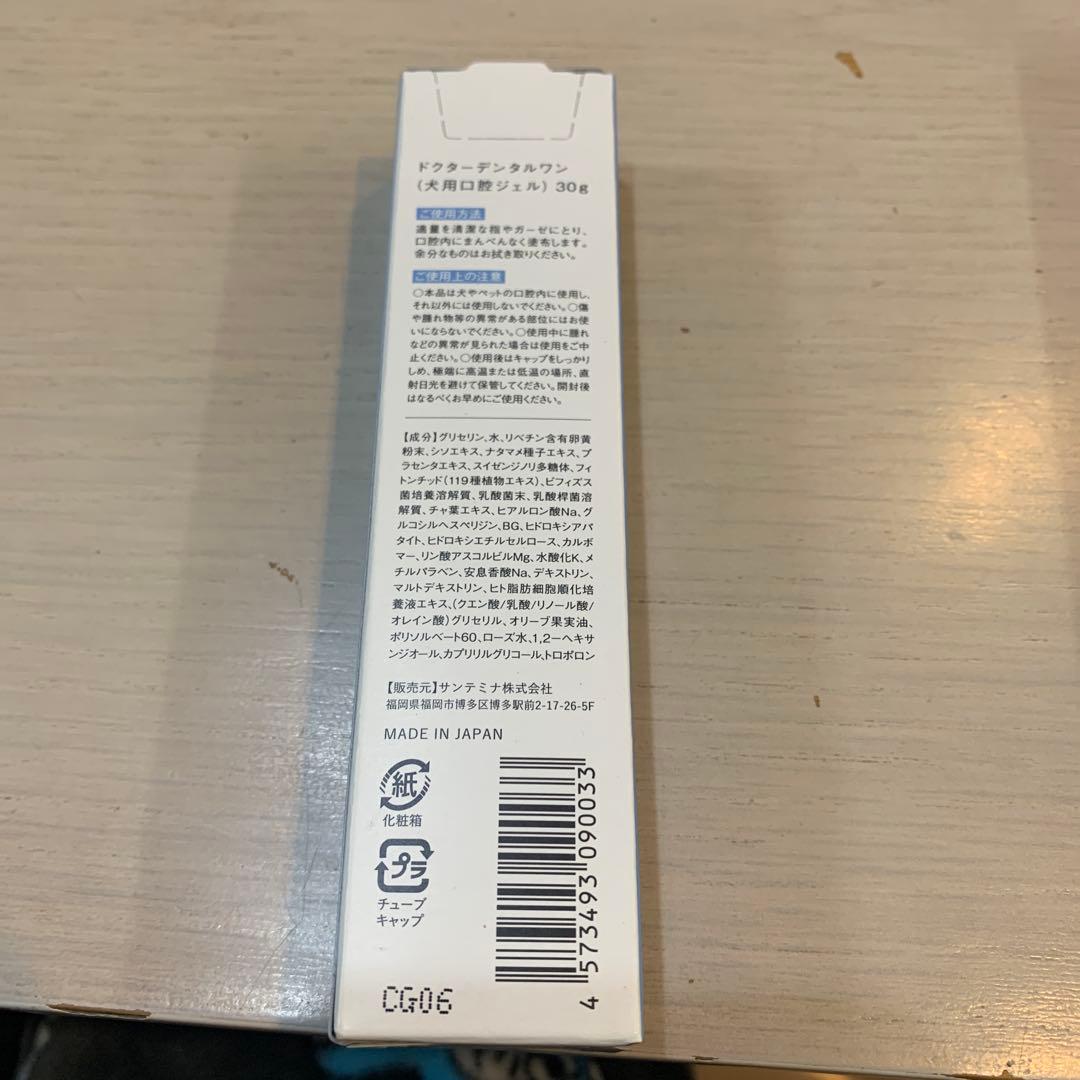 ドクターデンタルワン
(犬用口腔ジェル) 30g
ご使用方法
適量を清潔な指やガーゼにとり、
口腔内にまんべんなく塗布します。
余分なものはお拭き取りください。
ご使用上の注意
○本品は犬やペットの口腔内に使用し、
それ以外には使用しないでください。○傷
や腫れ物等の異常がある部位にはお使
いにならないでください。○使用中に腫れ
などの異常が見られた場合は使用をご中
止ください。○使用後はキャップをしっかり
しめ、極端に高温または低温の場所、直
射日光を避けて保管してください。開封後
はなるべくお早めにご使用ください。
【成分】グリセリン、水、リベチン含有卵黄
粉末、シソエキス、ナタマメ種子エキス、プ
ラセンタエキス、スイゼンジノリ多糖体、フィ
トンチッド(119種植物エキス)、ビフィズス
菌培養溶解質、乳酸菌末、乳酸桿菌溶
解質、チャ葉エキス、ヒアルロン酸Na、グ
ルコシルヘスペリジン、BG、ヒドロキシアパ
タイト、ヒドロキシエチルセルロース、カルボ
マー、リン酸アスコルビルMg、水酸化K、メ
チルパラベン、安息香酸Na、デキストリン、
マルトデキストリン、ヒト脂肪細胞順化培
養液エキス、(クエン酸/乳酸/リノール酸/
オレイン酸)グリセリル、オリーブ果実油、
ポリソルベート60、ローズ水、1,2-ヘキサ
ンジオール、カプリリルグリコール、トロポロン
【販売元】サンテミナ株式会社
福岡県福岡市博多区博多駅前2-17-26-5F
MADE IN JAPAN
紙
化粧箱
プラ
チューブ
キャップ
4 573493 090033
CG06